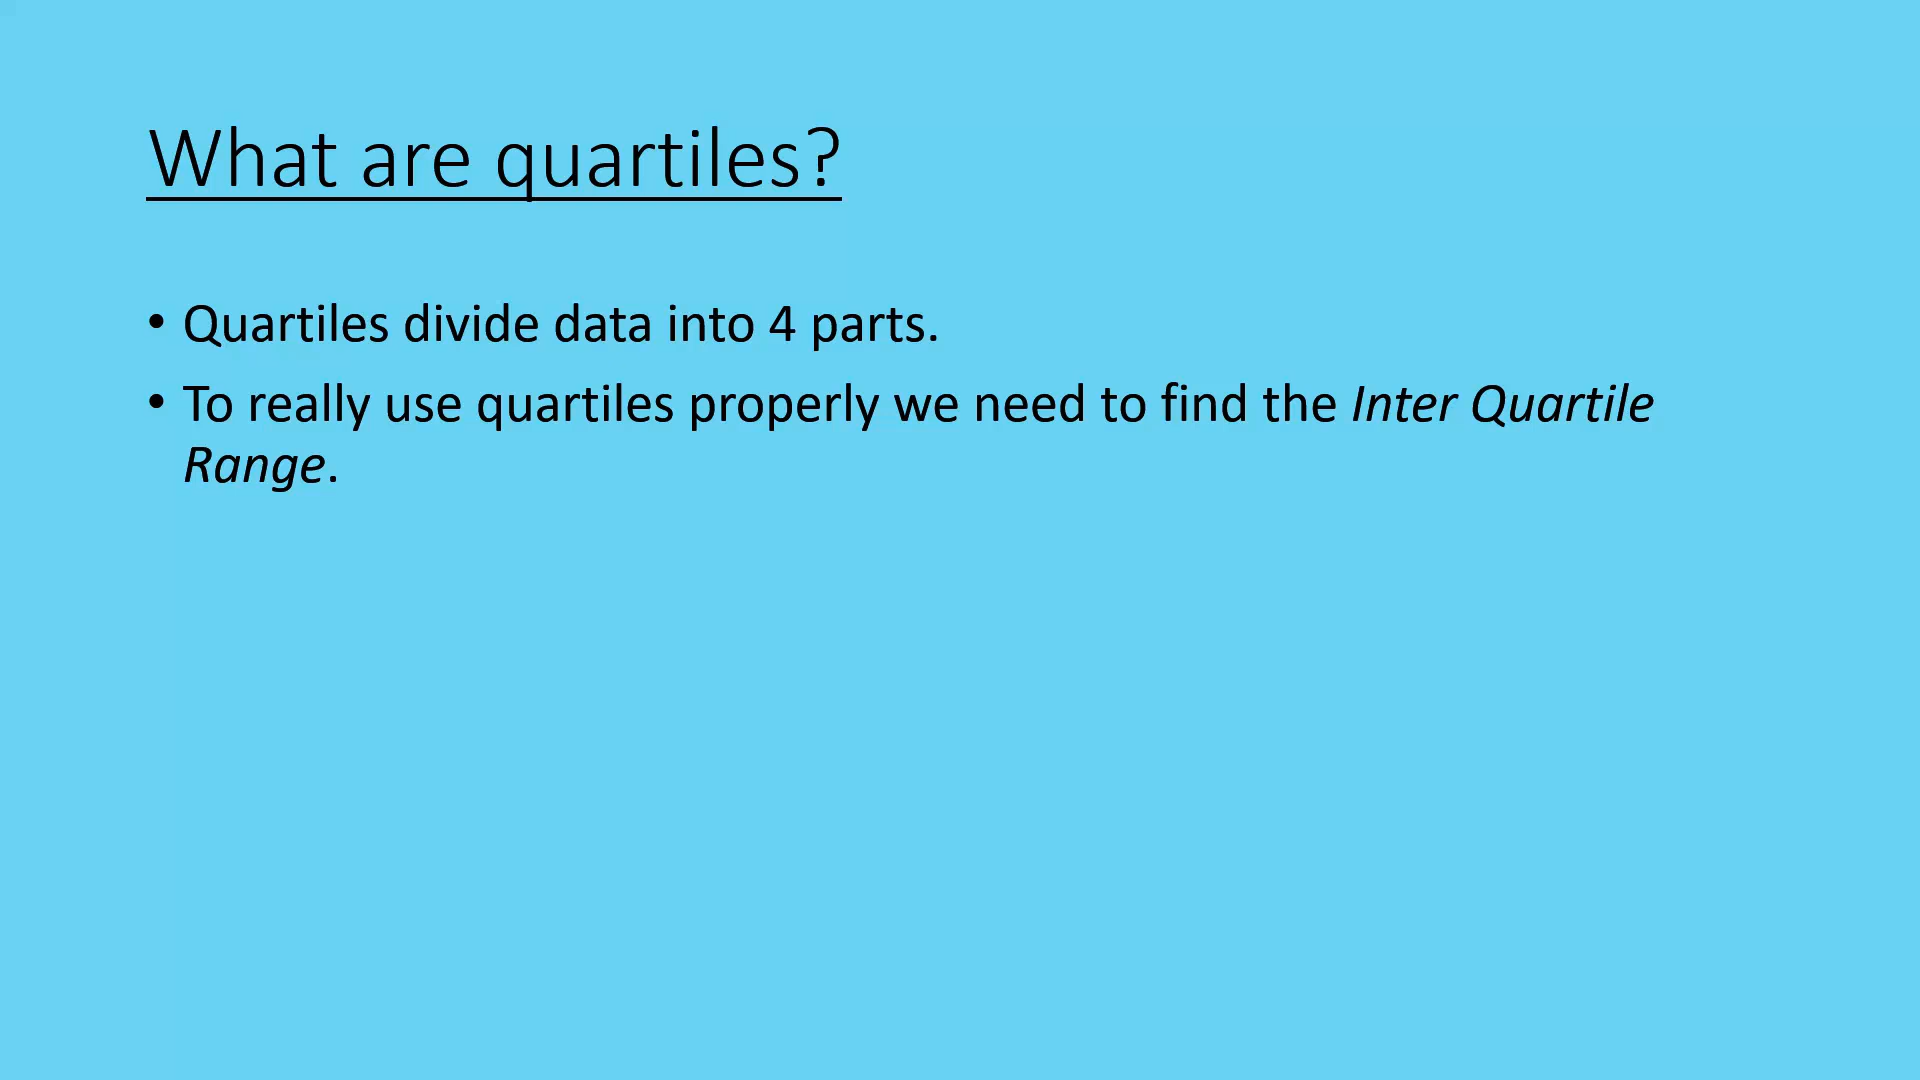 What are quartiles?
• Quartiles divide data into 4 parts.
• To really use quartiles properly we need to find the Inter Quartile
Range.